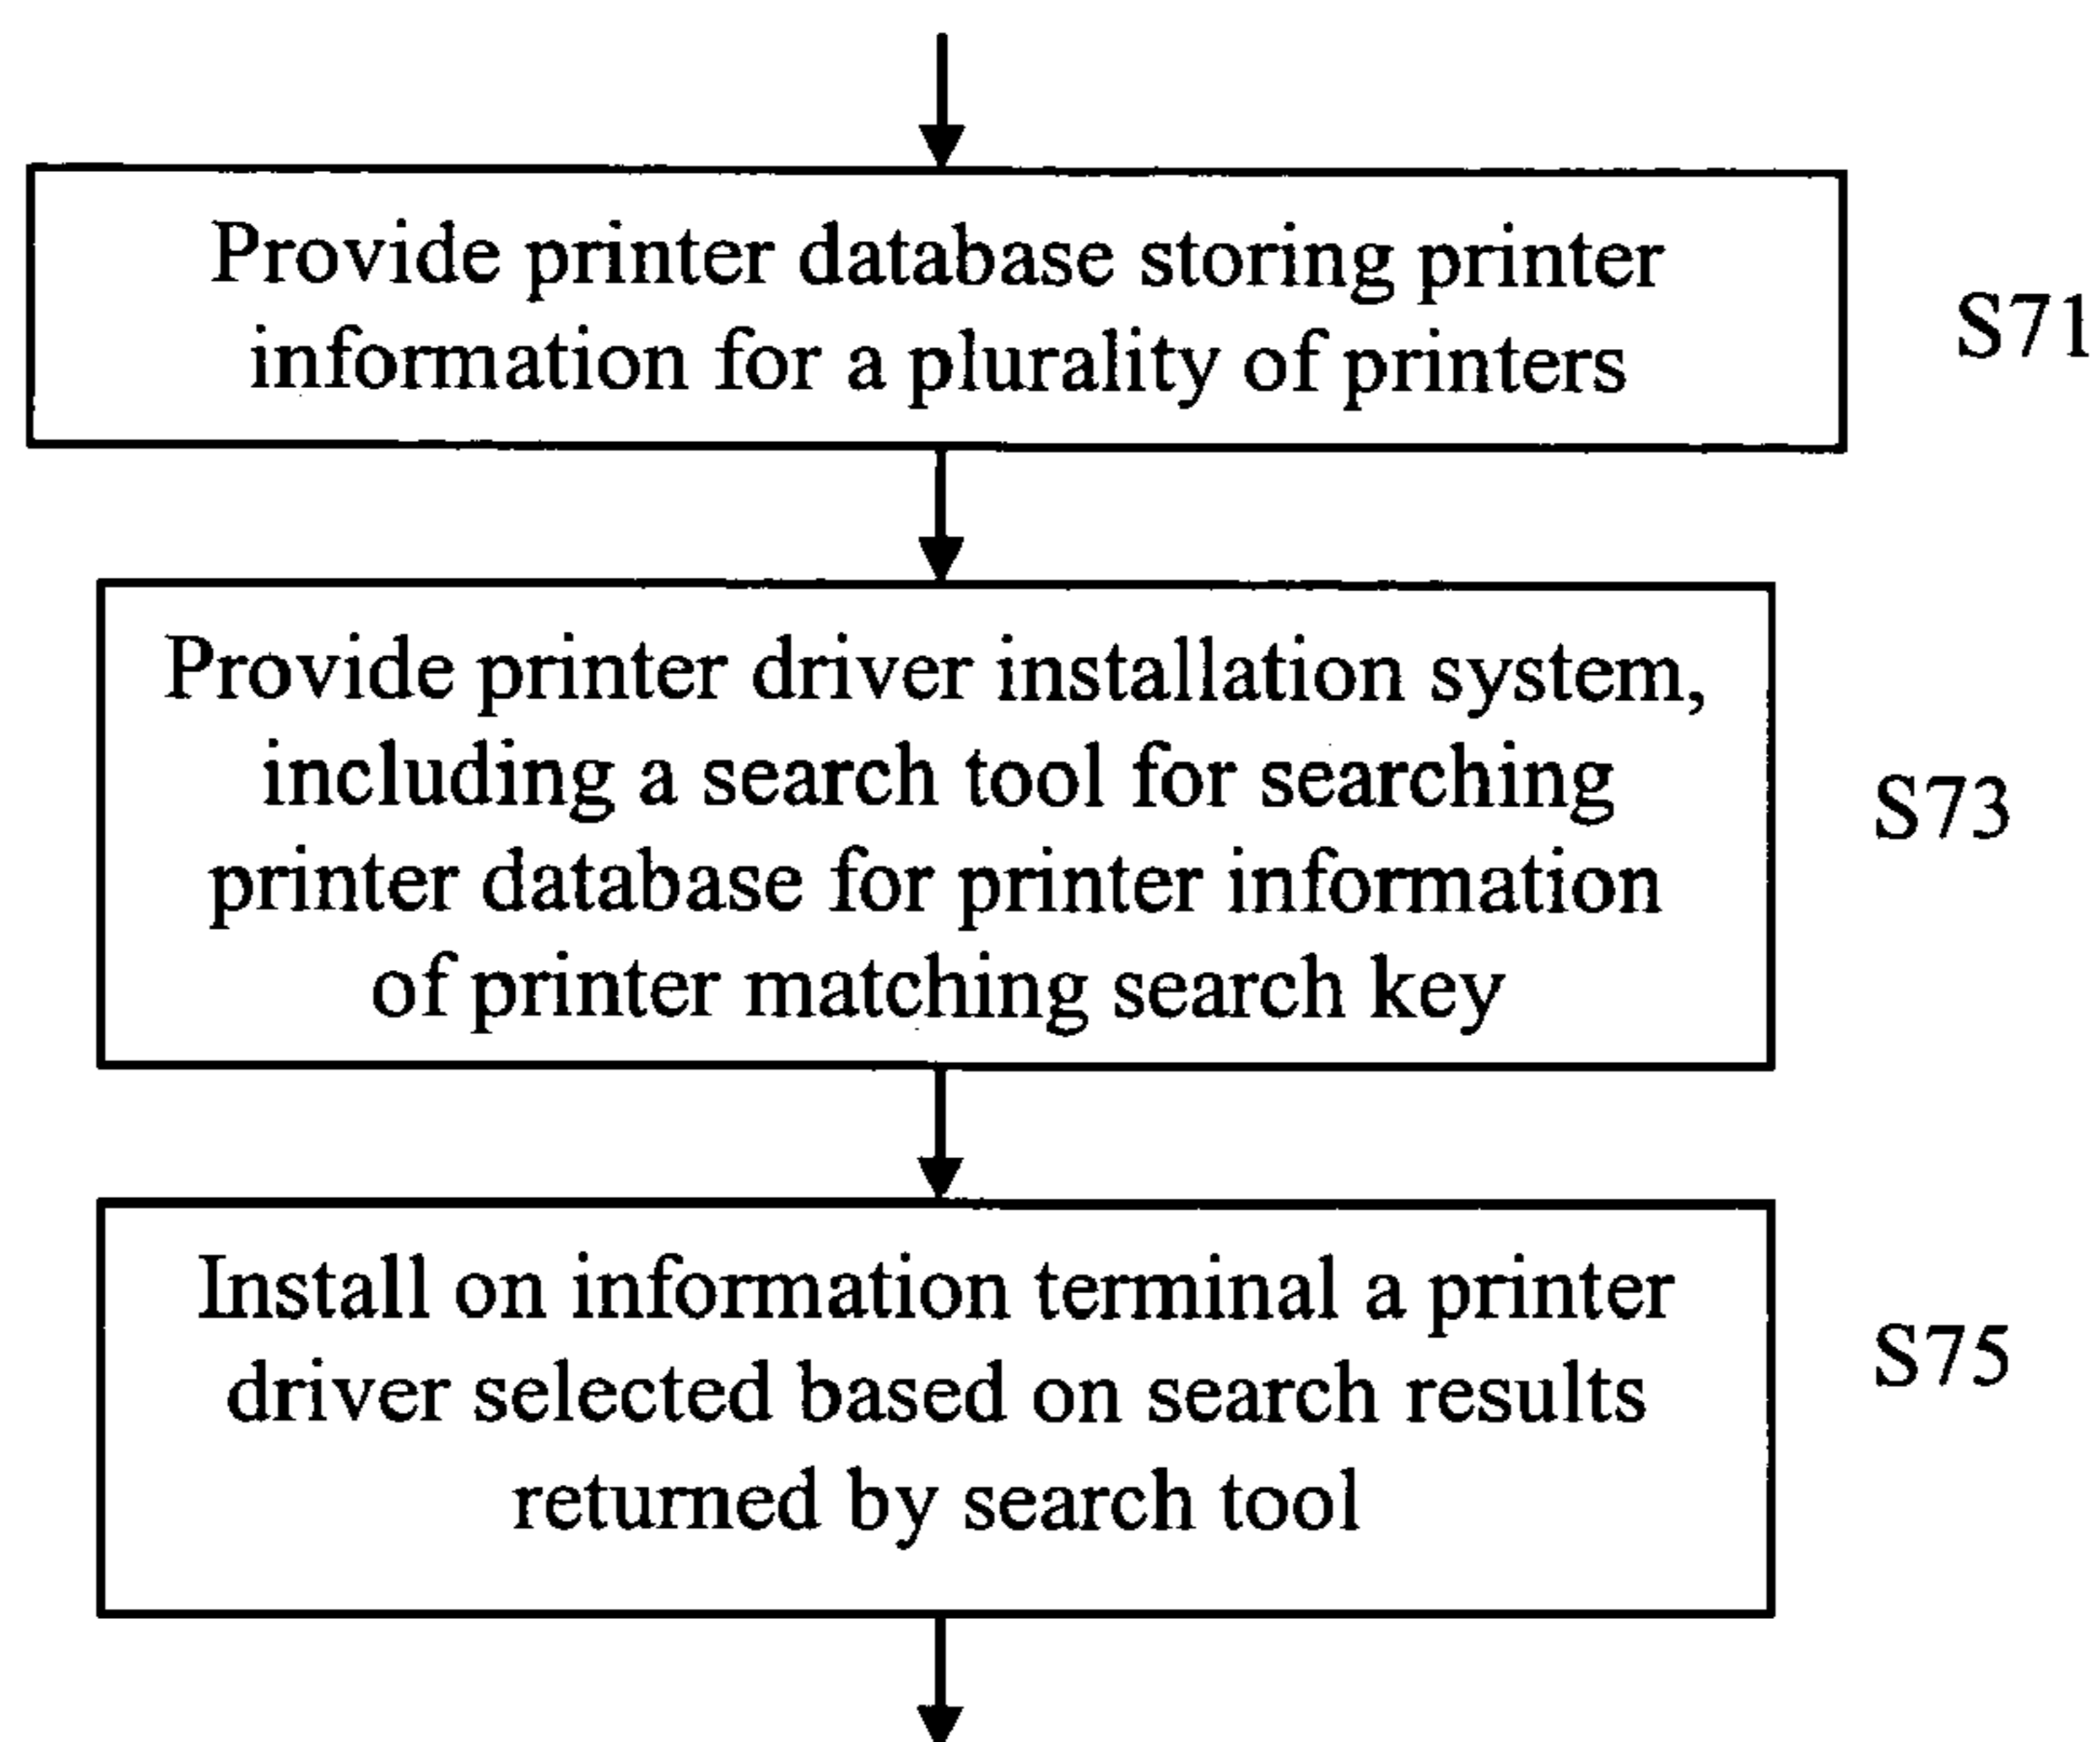 Provide printer database storing printer
information for a plurality of printers
S71
Provide printer driver installation system,
including a search tool for searching
printer database for printer information
of printer matching search key
S73
Install on information terminal a printer
driver selected based on search results
returned by search tool
S75